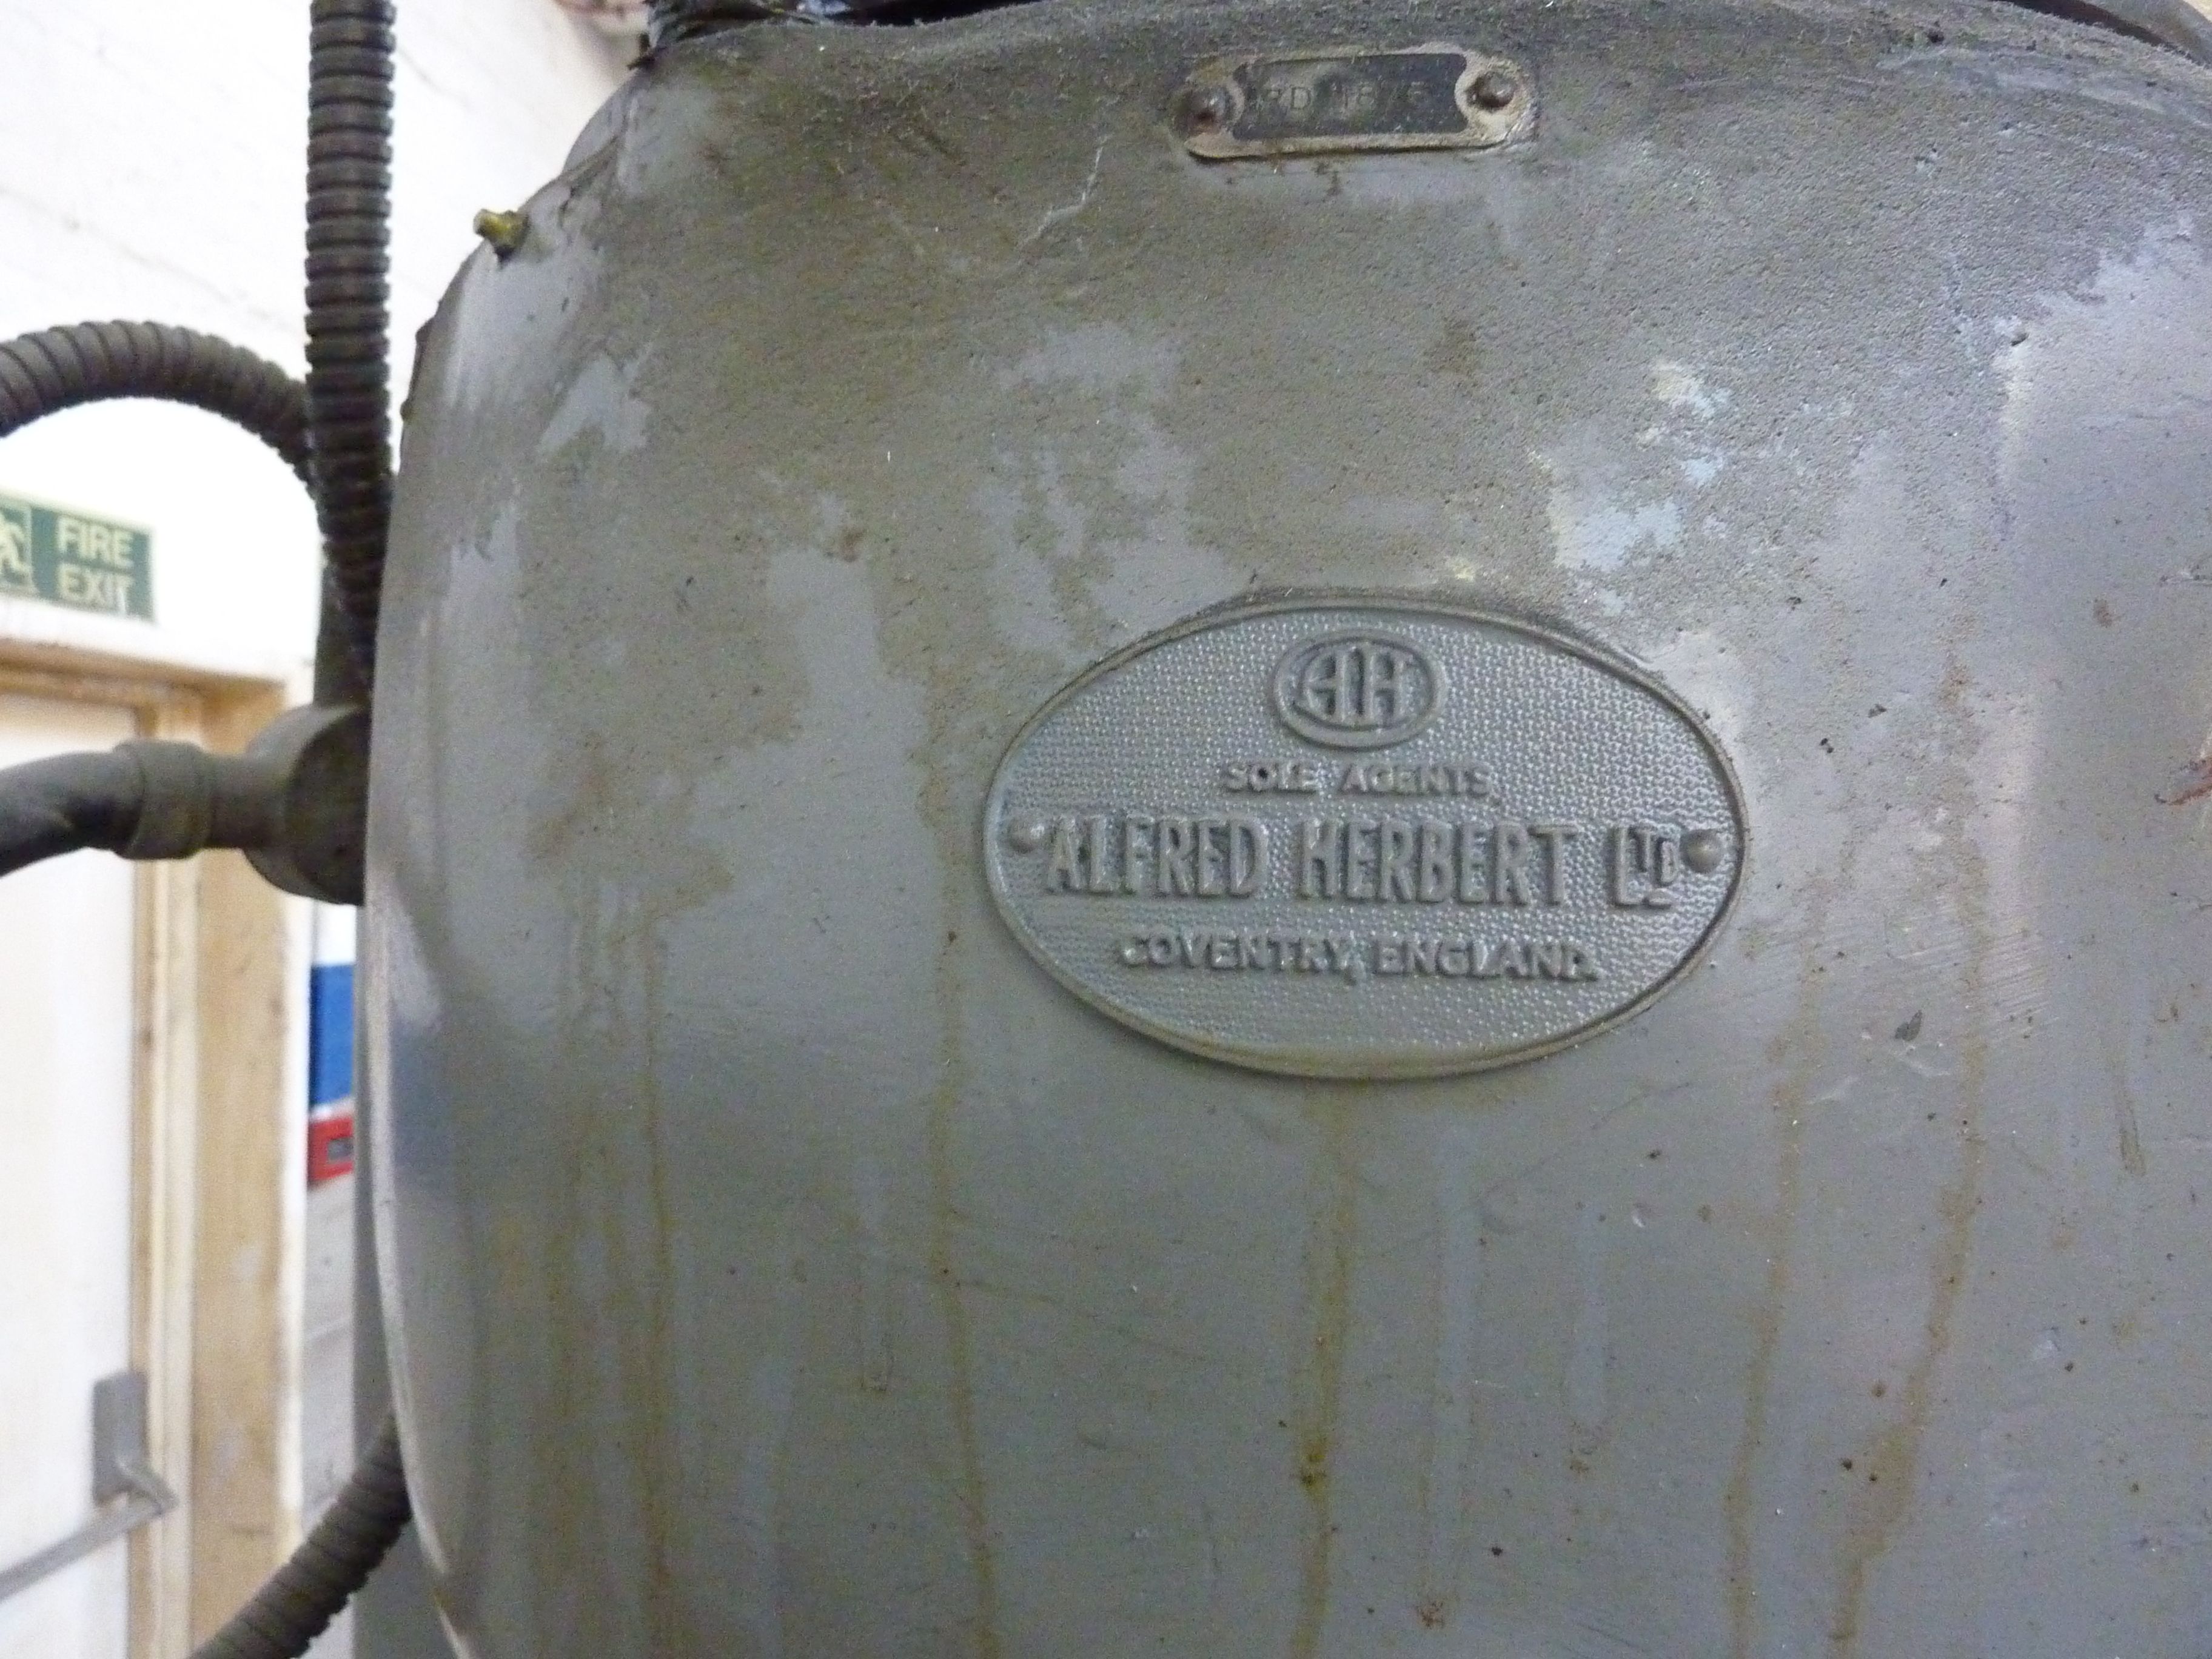 FIRE
EXIT
AH
SOLE AGENTS
ALFRED HERBERT LTD
COVENTRY, ENGLAND.